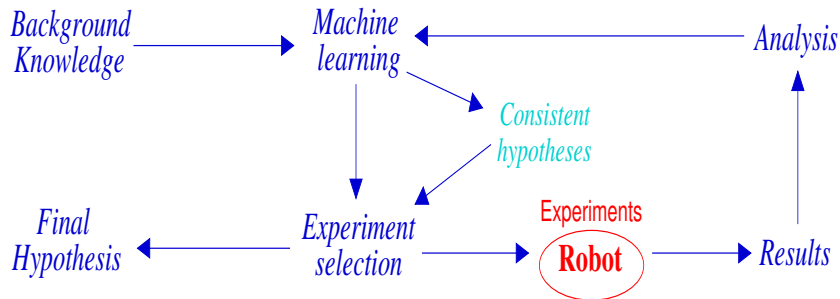 Background
Knowledge
Machine
learning
Analysis
Consistent
hypotheses
Final
Hypothesis
Experiment
selection
Experiments
Robot
Results